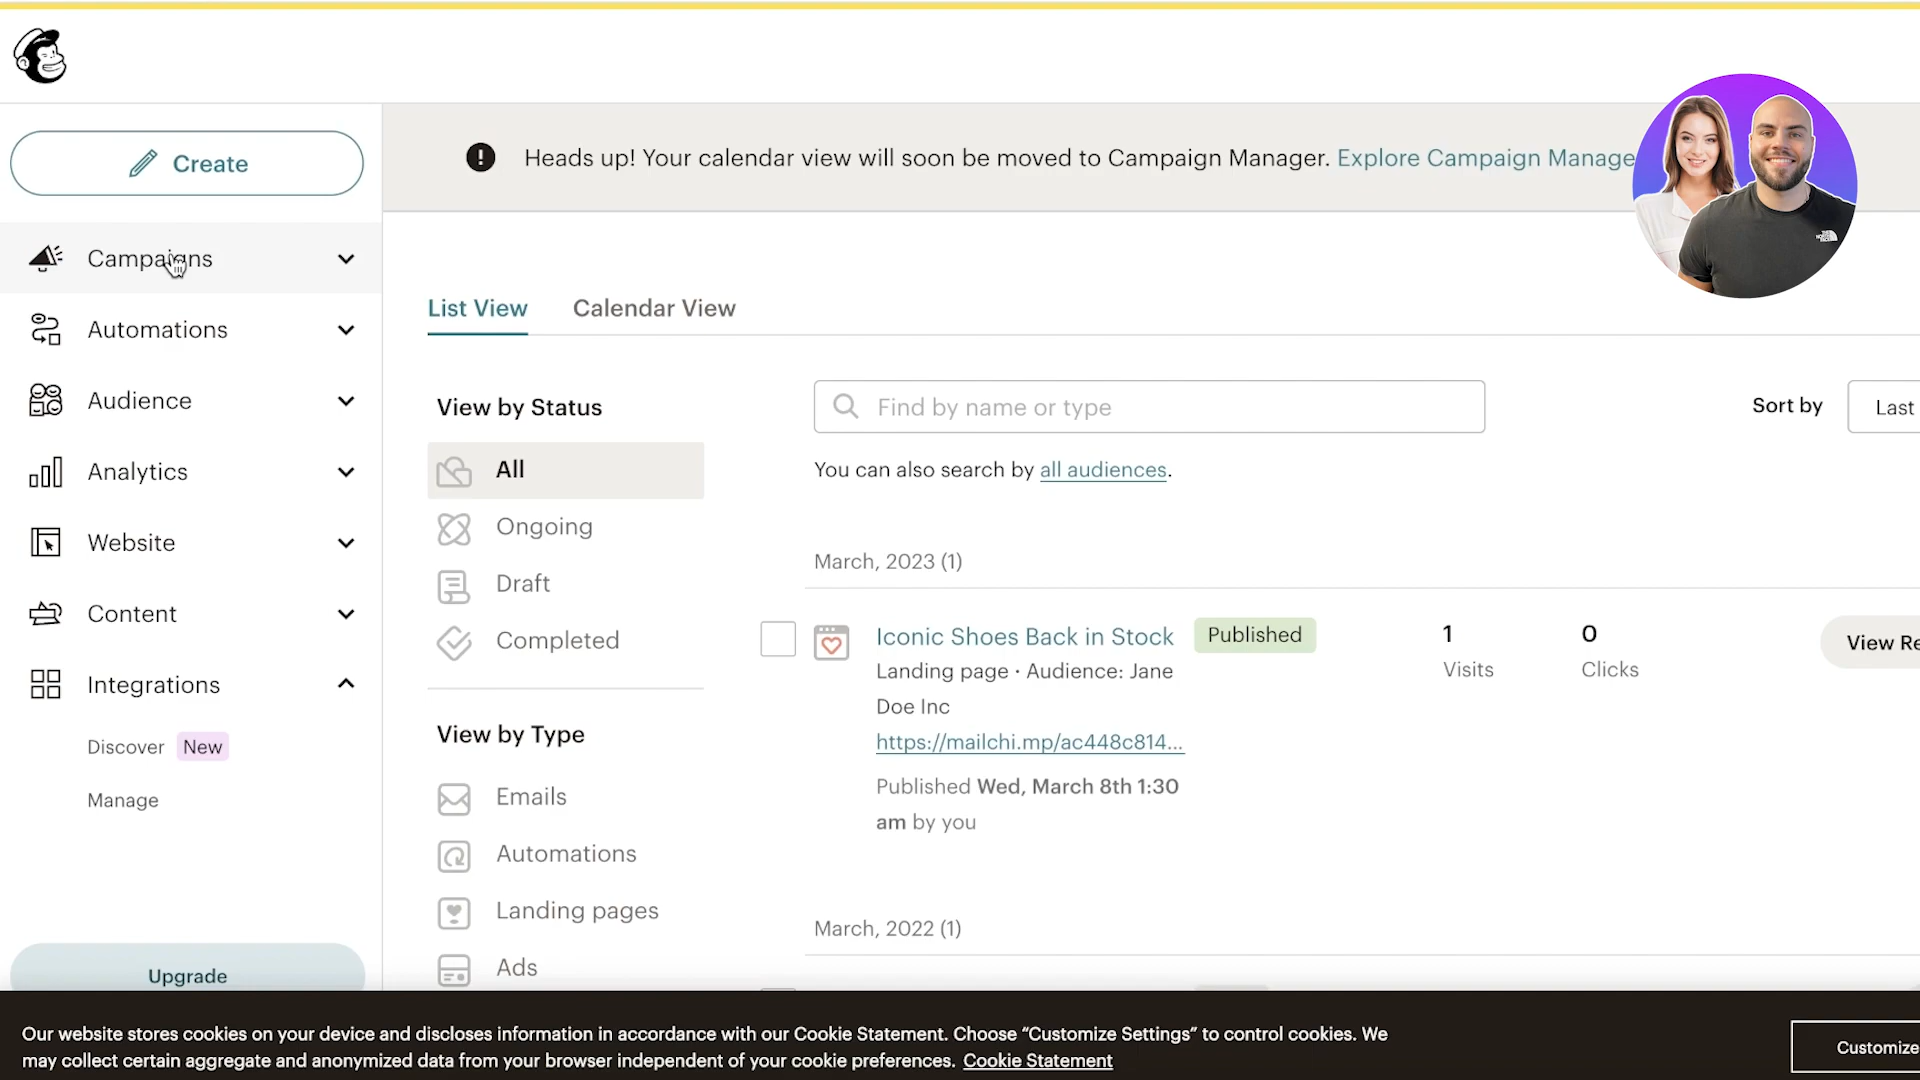 Create
Heads up! Your calendar view will soon be moved to Campaign Manager. Explore Campaign Manage
Campaigns
Automations
Audience
Analytics
Website
Content
Integrations
Discover New
Manage
Upgrade
List View Calendar View
View by Status
All
Ongoing
Draft
Completed
View by Type
Emails
Automations
Landing pages
Ads
Find by name or type
Sort by Last
You can also search by all audiences.
March, 2023 (1)
Iconic Shoes Back in Stock Published
Landing page · Audience: Jane
Doe Inc
https://mailchi.mp/ac448c814...
Published Wed, March 8th 1:30
am by you
1
Visits
0
Clicks
View Re
March, 2022 (1)
Our website stores cookies on your device and discloses information in accordance with our Cookie Statement. Choose “Customize Settings” to control cookies. We
may collect certain aggregate and anonymized data from your browser independent of your cookie preferences. Cookie Statement
Customize